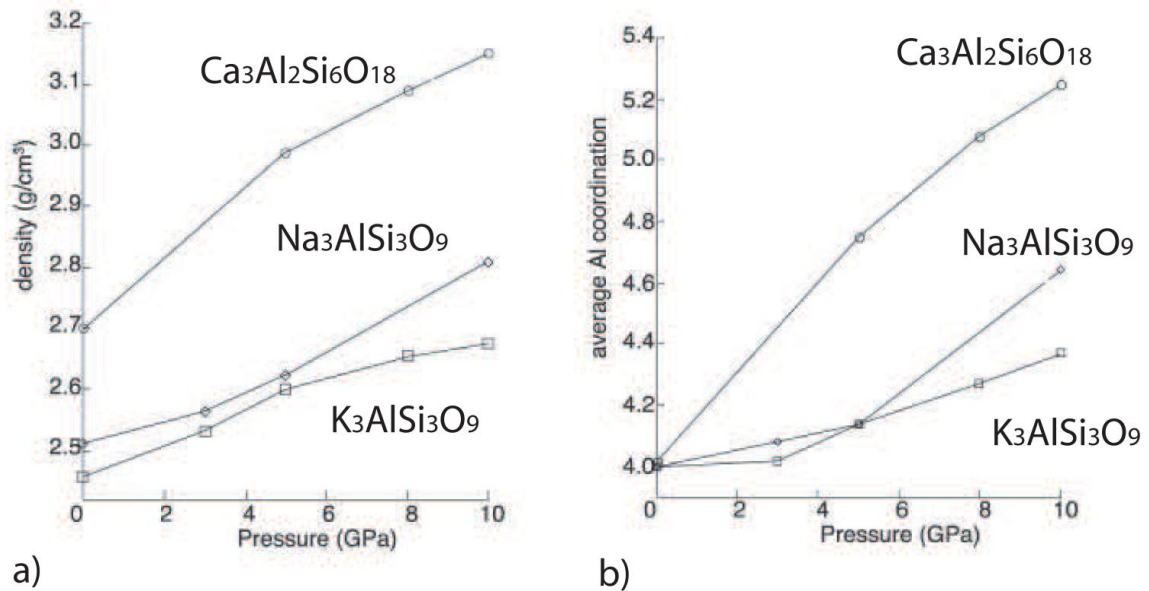 3.2
3.1
3.0
2.9
2.8
2.7
2.6
2.5
density (g/cm³)
Ca₃Al₂Si₆O₁₈
Na₃AlSi₃O₉
K₃AlSi₃O₉
0 2 4 6 8 10
Pressure (GPa)
a)
5.4
5.2
5.0
4.8
4.6
4.4
4.2
4.0
average Al coordination
Ca₃Al₂Si₆O₁₈
Na₃AlSi₃O₉
K₃AlSi₃O₉
0 2 4 6 8 10
Pressure (GPa)
b)